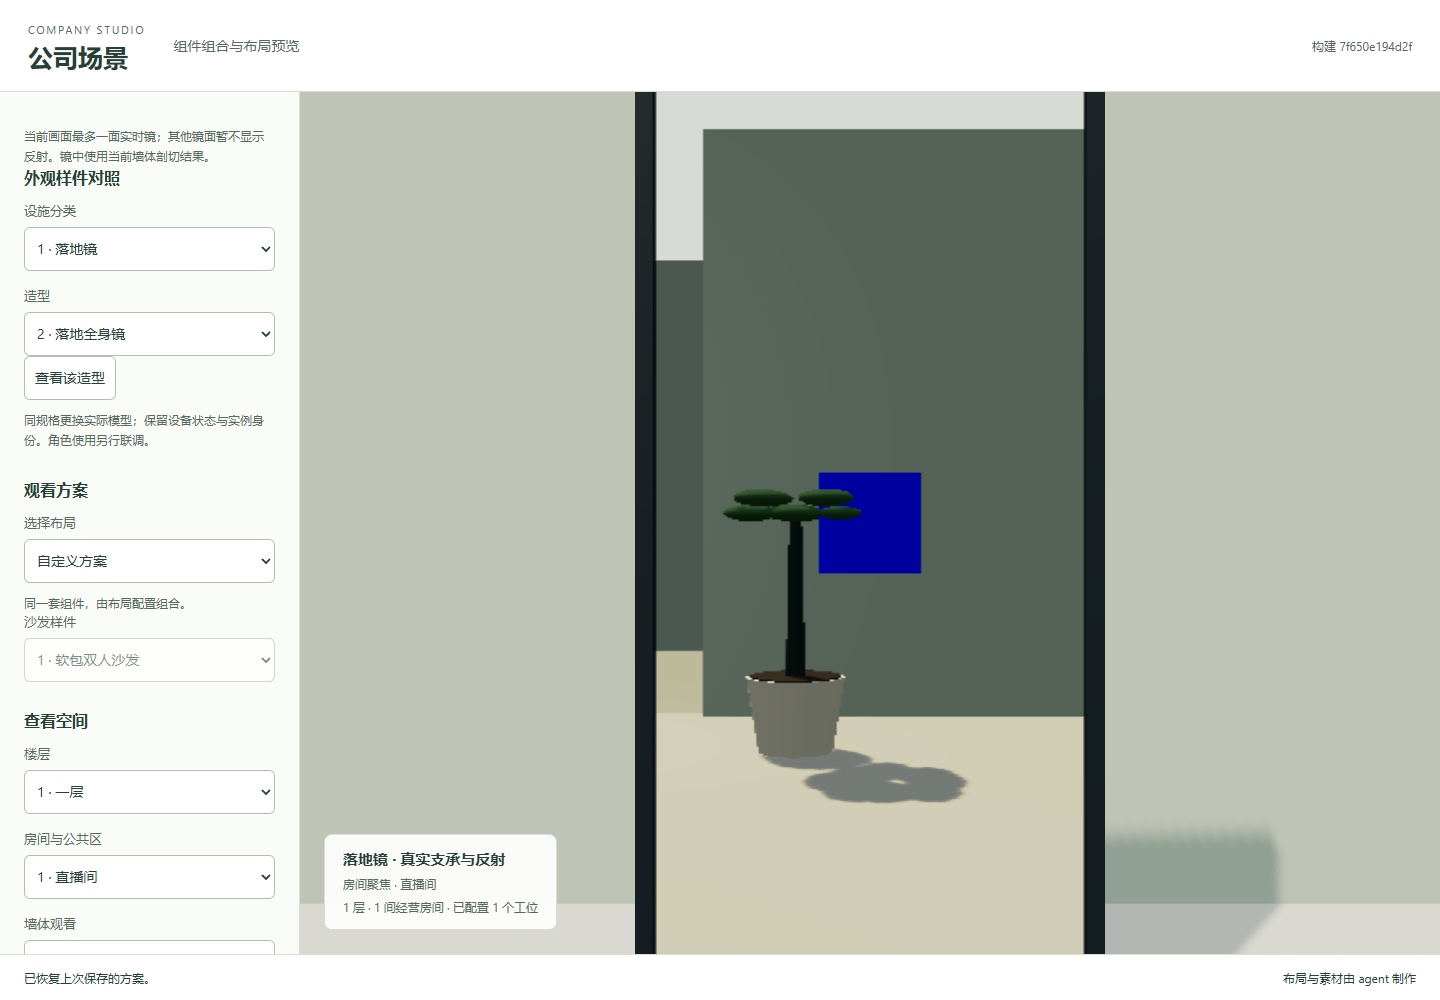 COMPANY STUDIO
公司场景
组件组合与布局预览
构建 7f650e194d2f
当前画面最多一面实时镜；其他镜面暂不显示
反射。镜中使用当前墙体剖切结果。
外观样件对照
设施分类
1 · 落地镜
造型
2 · 落地全身镜
查看该造型
同规格更换实际模型；保留设备状态与实例身
份。角色使用另行联调。
观看方案
选择布局
自定义方案
同一套组件，由布局配置组合。
沙发样件
1 · 软包双人沙发
查看空间
楼层
1 · 一层
房间与公共区
1 · 直播间
墙体观看
落地镜 · 真实支承与反射
房间聚焦 · 直播间
1 层 · 1 间经营房间 · 已配置 1 个工位
已恢复上次保存的方案。
布局与素材由 agent 制作